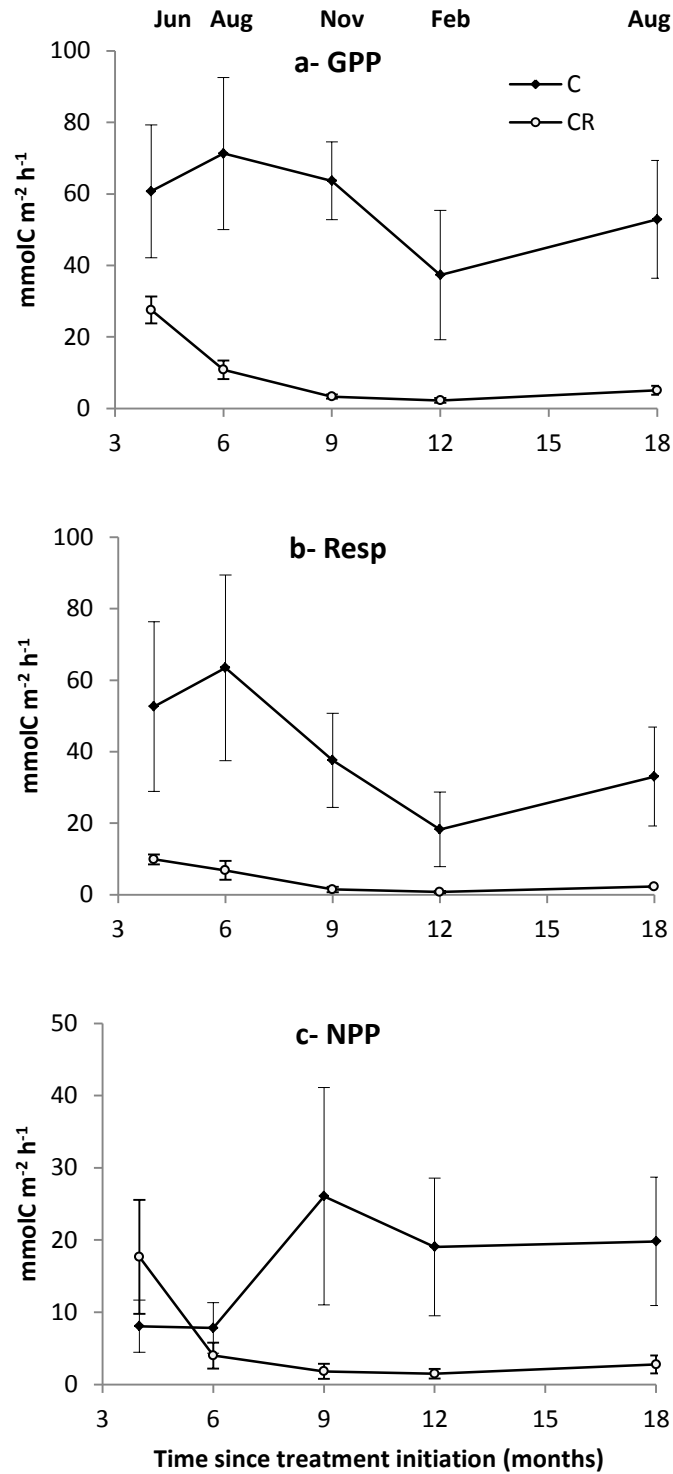 Jun Aug Nov Feb Aug
a- GPP
C
CR
mmolC m⁻² h⁻¹
100
80
60
40
20
0
3 6 9 12 15 18
b- Resp
mmolC m⁻² h⁻¹
100
80
60
40
20
0
3 6 9 12 15 18
c- NPP
mmolC m⁻² h⁻¹
50
40
30
20
10
0
3 6 9 12 15 18
Time since treatment initiation (months)